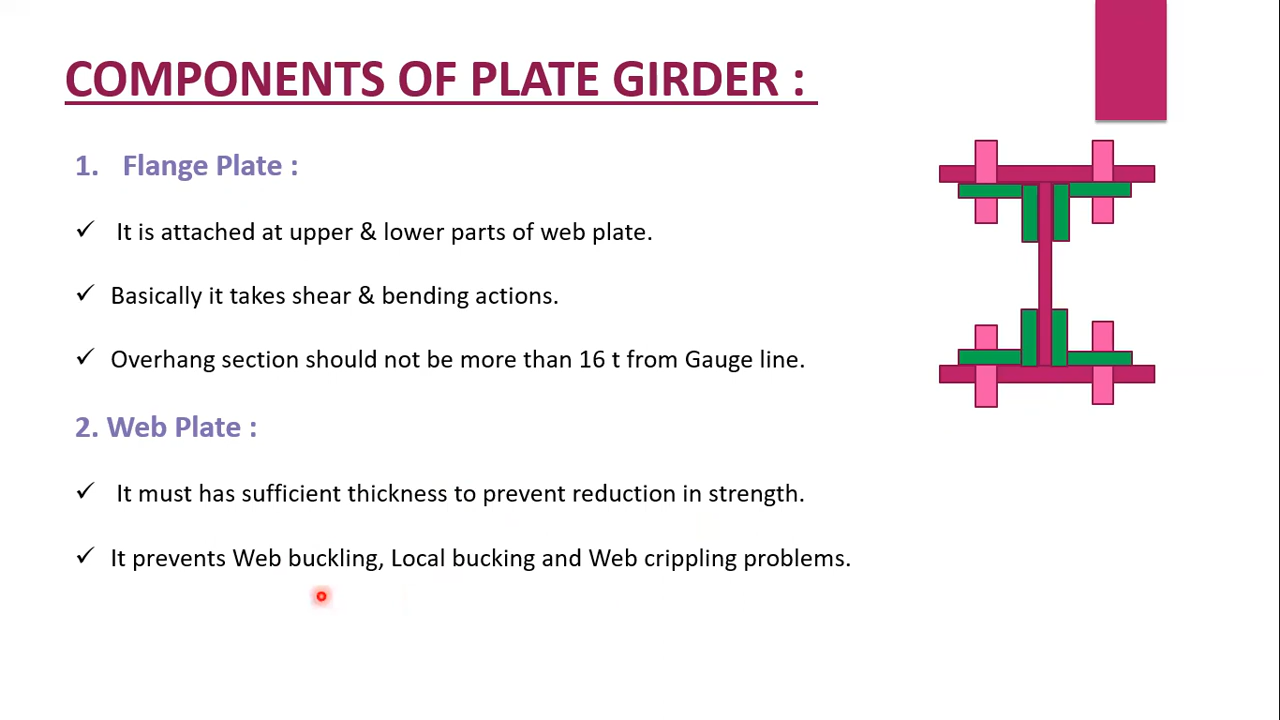 COMPONENTS OF PLATE GIRDER :
1. Flange Plate :
✓ It is attached at upper & lower parts of web plate.
✓ Basically it takes shear & bending actions.
✓ Overhang section should not be more than 16 t from Gauge line.
2. Web Plate :
✓ It must has sufficient thickness to prevent reduction in strength.
✓ It prevents Web buckling, Local bucking and Web crippling problems.